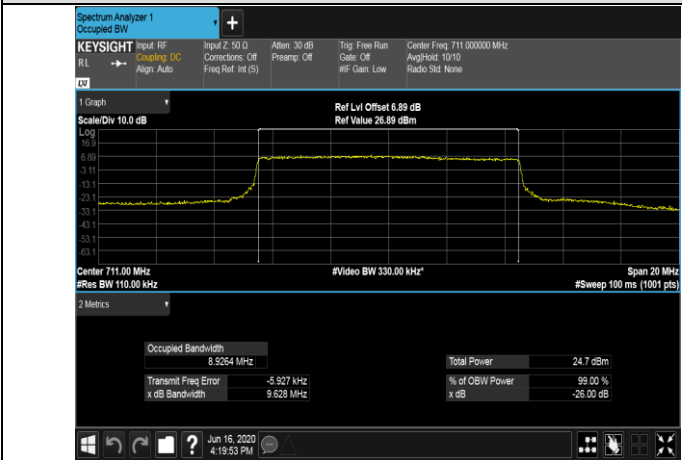 Spectrum Analyzer 1
Occupied BW
+
KEYSIGHT
R L
LXI
Input: RF
Coupling: DC
Align: Auto
Input Z: 50 Ω
Corrections: Off
Freq Ref: Int (S)
Atten: 30 dB
Preamp: Off
Trig: Free Run
Gate: Off
#IF Gain: Low
Center Freq: 711.000000 MHz
Avg|Hold: 10/10
Radio Std: None
1 Graph
Scale/Div 10.0 dB
Ref Lvl Offset 6.89 dB
Ref Value 26.89 dBm
Log
16.9
6.89
-3.11
-13.1
-23.1
-33.1
-43.1
-53.1
-63.1
Center 711.00 MHz
#Res BW 110.00 kHz
#Video BW 330.00 kHz*
Span 20 MHz
#Sweep 100 ms (1001 pts)
2 Metrics
Occupied Bandwidth
8.9264 MHz
Transmit Freq Error -5.927 kHz
x dB Bandwidth 9.628 MHz
Total Power 24.7 dBm
% of OBW Power 99.00 %
x dB -26.00 dB
?
Jun 16, 2020
4:19:53 PM